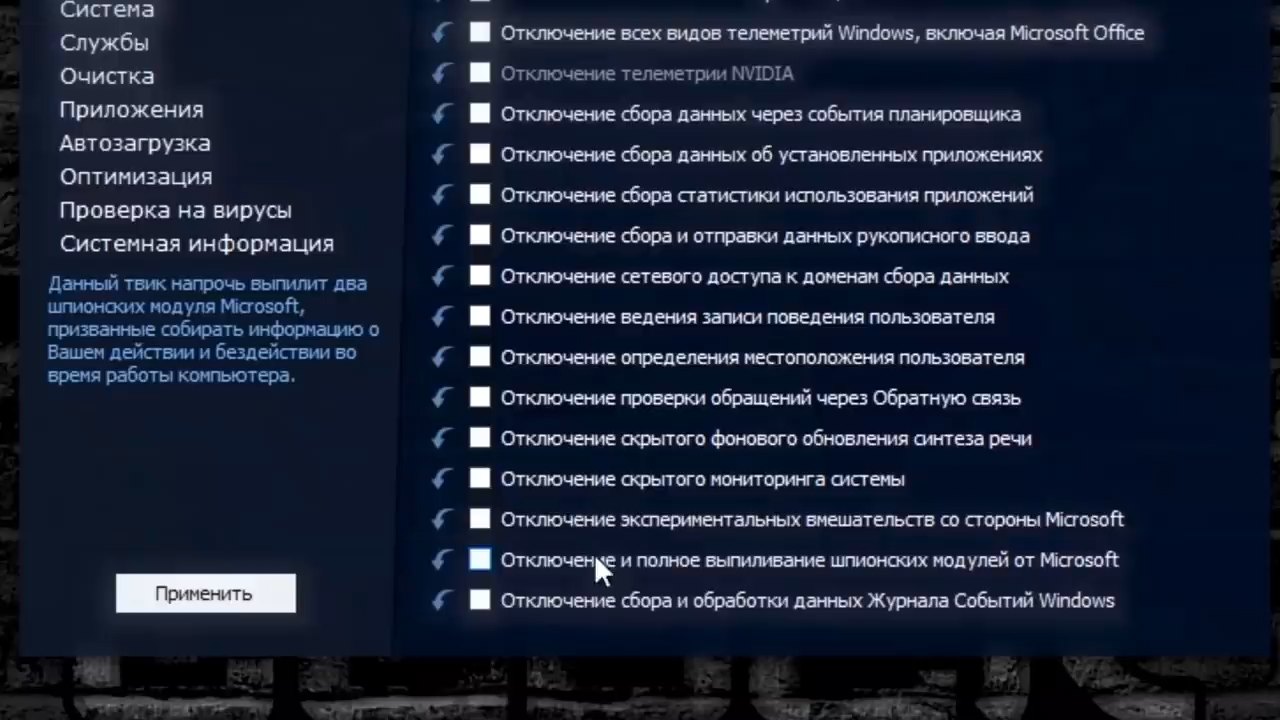 Система
Службы
Очистка
Приложения
Автозагрузка
Оптимизация
Проверка на вирусы
Системная информация
Данный твик напрочь выпилит два
шпионских модуля Microsoft,
призванные собирать информацию о
Вашем действии и бездействии во
время работы компьютера.
Применить
Отключение всех видов телеметрий Windows, включая Microsoft Office
Отключение телеметрии NVIDIA
Отключение сбора данных через события планировщика
Отключение сбора данных об установленных приложениях
Отключение сбора статистики использования приложений
Отключение сбора и отправки данных рукописного ввода
Отключение сетевого доступа к доменам сбора данных
Отключение ведения записи поведения пользователя
Отключение определения местоположения пользователя
Отключение проверки обращений через Обратную связь
Отключение скрытого фонового обновления синтеза речи
Отключение скрытого мониторинга системы
Отключение экспериментальных вмешательств со стороны Microsoft
Отключение и полное выпиливание шпионских модулей от Microsoft
Отключение сбора и обработки данных Журнала Событий Windows